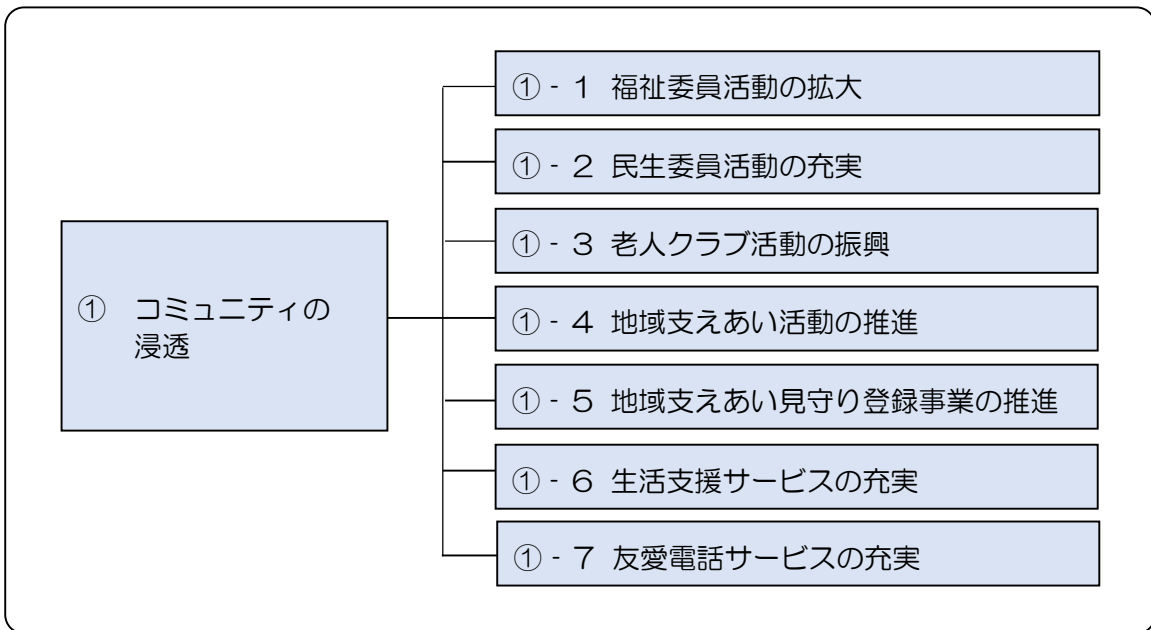 ① コミュニティの
浸透
①‐１ 福祉委員活動の拡大
①‐２ 民生委員活動の充実
①‐３ 老人クラブ活動の振興
①‐４ 地域支えあい活動の推進
①‐５ 地域支えあい見守り登録事業の推進
①‐６ 生活支援サービスの充実
①‐７ 友愛電話サービスの充実